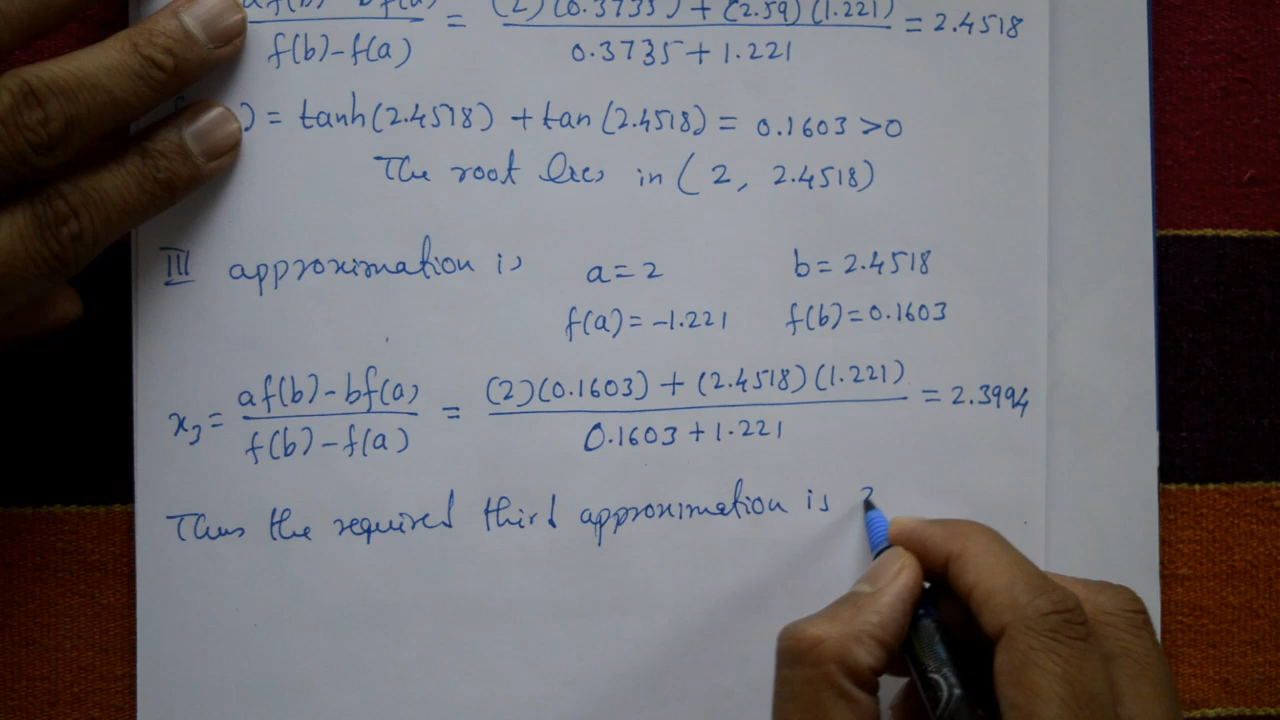 af(b) - bf(a) / f(b)-f(a) = (2)(0.3735) + (2.59)(1.221) / 0.3735 + 1.221 = 2.4518
) = tanh(2.4518) + tan(2.4518) = 0.1603 >0
The root lies in (2, 2.4518)
III approximation is a = 2 b = 2.4518
f(a) = -1.221 f(b) = 0.1603
x₃ = af(b) - bf(a) / f(b) - f(a) = (2)(0.1603) + (2.4518)(1.221) / 0.1603 + 1.221 = 2.3994
Thus the required third approximation is